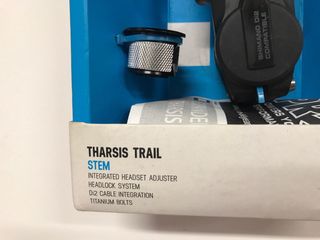 SHIMANO Di2
COMPATIBLE
THARSIS TRAIL
STEM
INTEGRATED HEADSET ADJUSTER
HEADLOCK SYSTEM
Di2 CABLE INTEGRATION
TITANIUM BOLTS